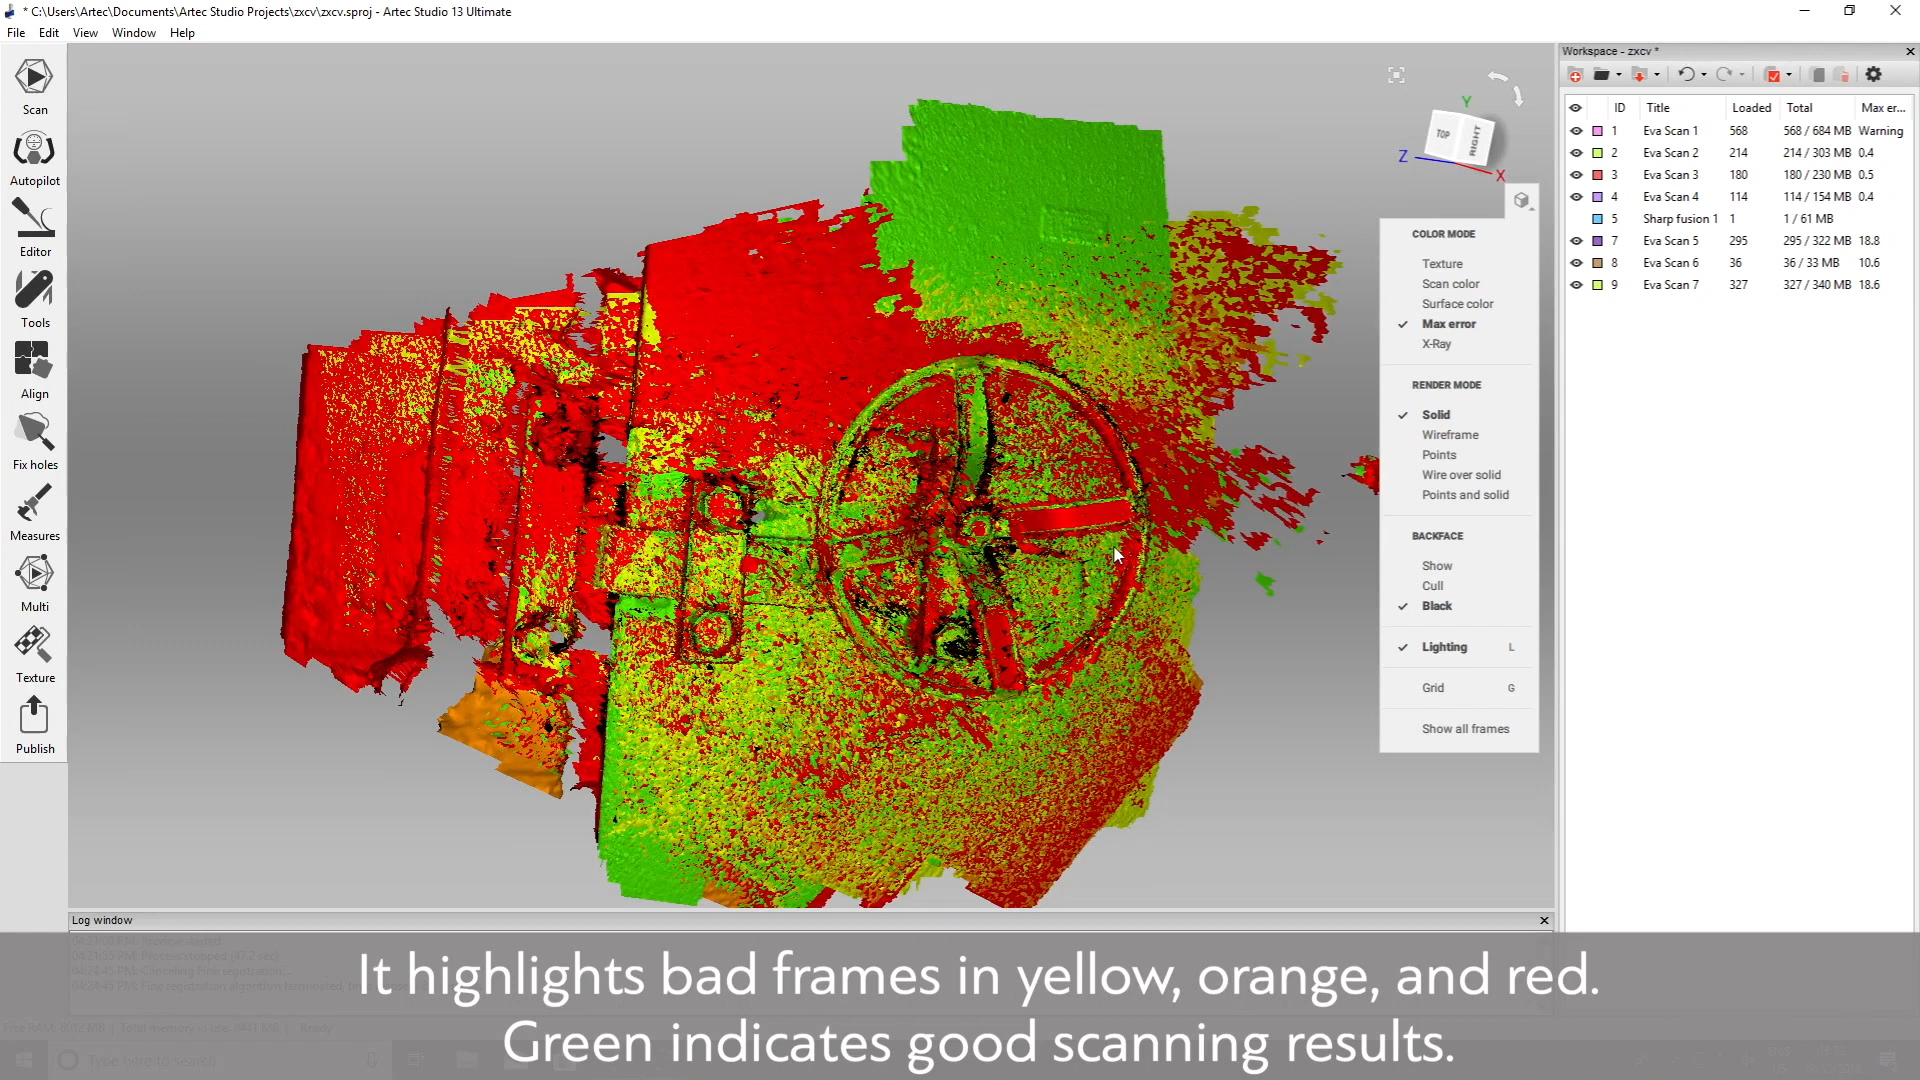 * C:\Users\Artec\Documents\Artec Studio Projects\zxcv\zxcv.sproj - Artec Studio 13 Ultimate
File Edit View Window Help
Scan
Autopilot
Editor
Tools
Align
Fix holes
Measures
Multi
Texture
Publish
Y
TOP RIGHT
Z
X
COLOR MODE
Texture
Scan color
Surface color
Max error
X-Ray
RENDER MODE
Solid
Wireframe
Points
Wire over solid
Points and solid
BACKFACE
Show
Cull
Black
Lighting L
Grid G
Show all frames
Workspace - zxcv *
ID Title Loaded Total Max er...
1 Eva Scan 1 568 568 / 684 MB Warning
2 Eva Scan 2 214 214 / 303 MB 0.4
3 Eva Scan 3 180 180 / 230 MB 0.5
4 Eva Scan 4 114 114 / 154 MB 0.4
5 Sharp fusion 1 1 1 / 61 MB
7 Eva Scan 5 295 295 / 322 MB 18.8
8 Eva Scan 6 36 36 / 33 MB 10.6
9 Eva Scan 7 327 327 / 340 MB 18.6
Log window
It highlights bad frames in yellow, orange, and red.
Green indicates good scanning results.
Type here to search